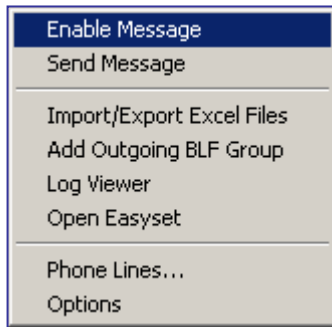 Enable Message
Send Message
Import/Export Excel Files
Add Outgoing BLF Group
Log Viewer
Open Easyset
Phone Lines...
Options